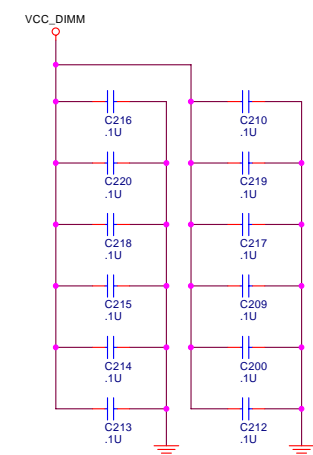 VCC_DIMM
C216
.1U
C210
.1U
C220
.1U
C219
.1U
C218
.1U
C217
.1U
C215
.1U
C209
.1U
C214
.1U
C200
.1U
C213
.1U
C212
.1U